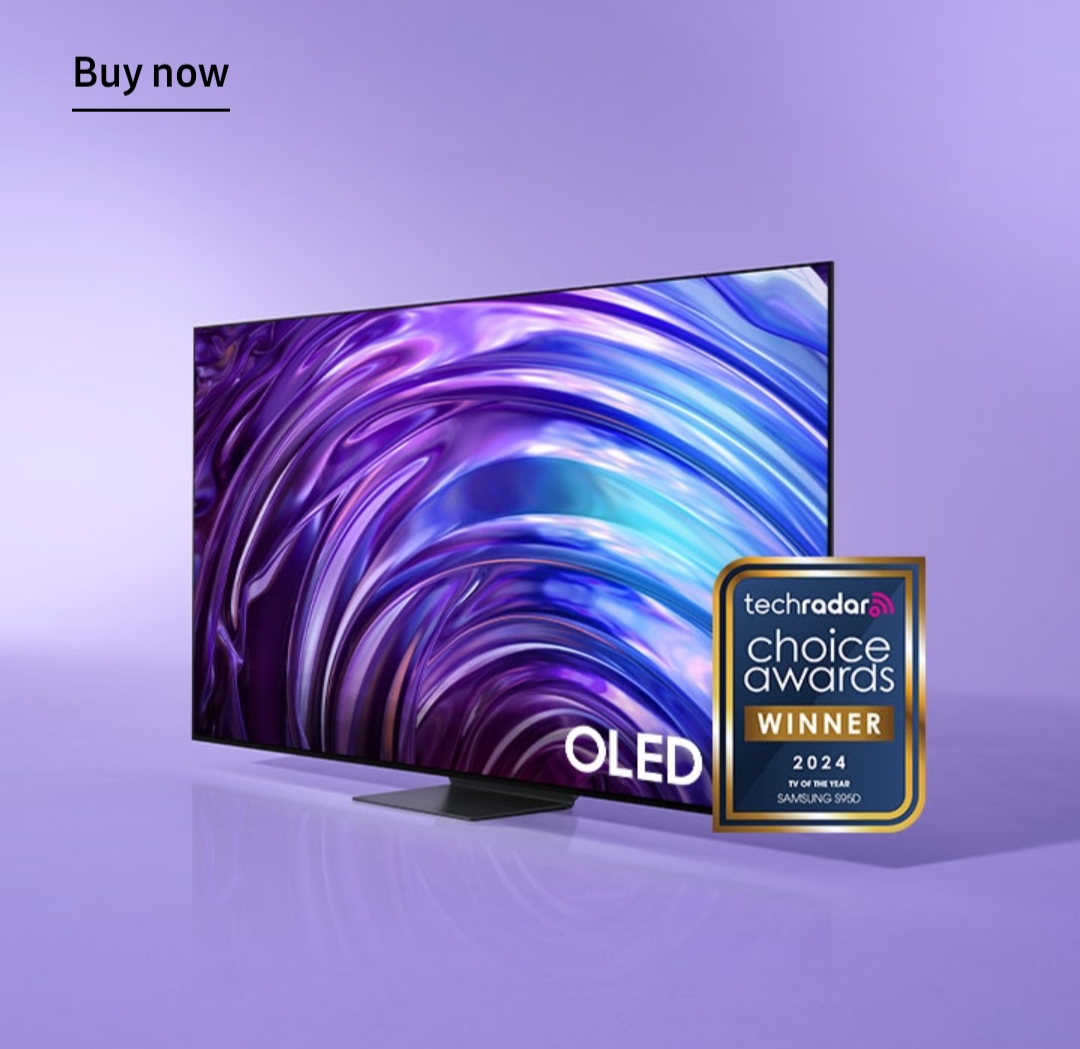 Buy now
OLED
techradar
choice
awards
WINNER
2024
TV OF THE YEAR
SAMSUNG S95D